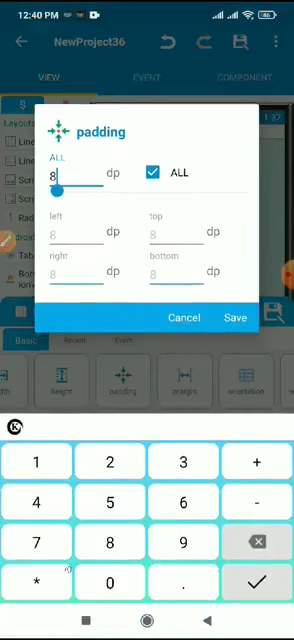 12:40 PM
46
NewProject36
VIEW EVENT COMPONENT
padding
ALL
8 dp ALL
left top
8 dp 8 dp
right bottom
8 dp 8 dp
Cancel Save
Basic Recent Event
height padding margin orientation
K
1 2 3 +
4 5 6 -
7 8 9
* 0 .